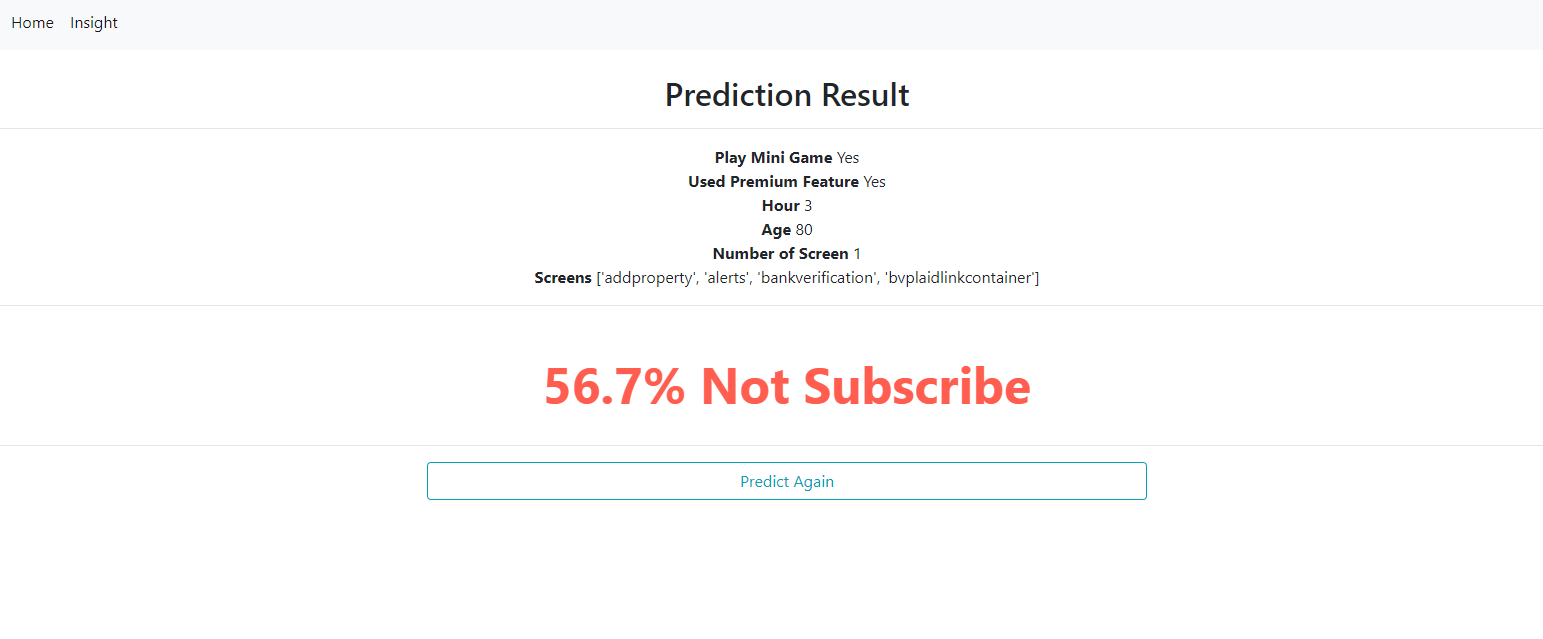 Home Insight
Prediction Result
Play Mini Game Yes
Used Premium Feature Yes
Hour 3
Age 80
Number of Screen 1
Screens ['addproperty', 'alerts', 'bankverification', 'bvplaidlinkcontainer']
56.7% Not Subscribe
Predict Again